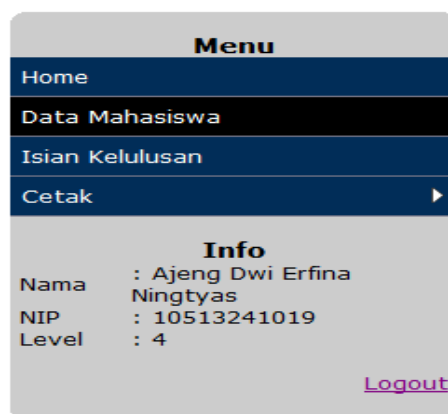 Menu
Home
Data Mahasiswa
Isian Kelulusan
Cetak
Info
Nama : Ajeng Dwi Erfina
Ningtyas
NIP : 10513241019
Level : 4
Logout